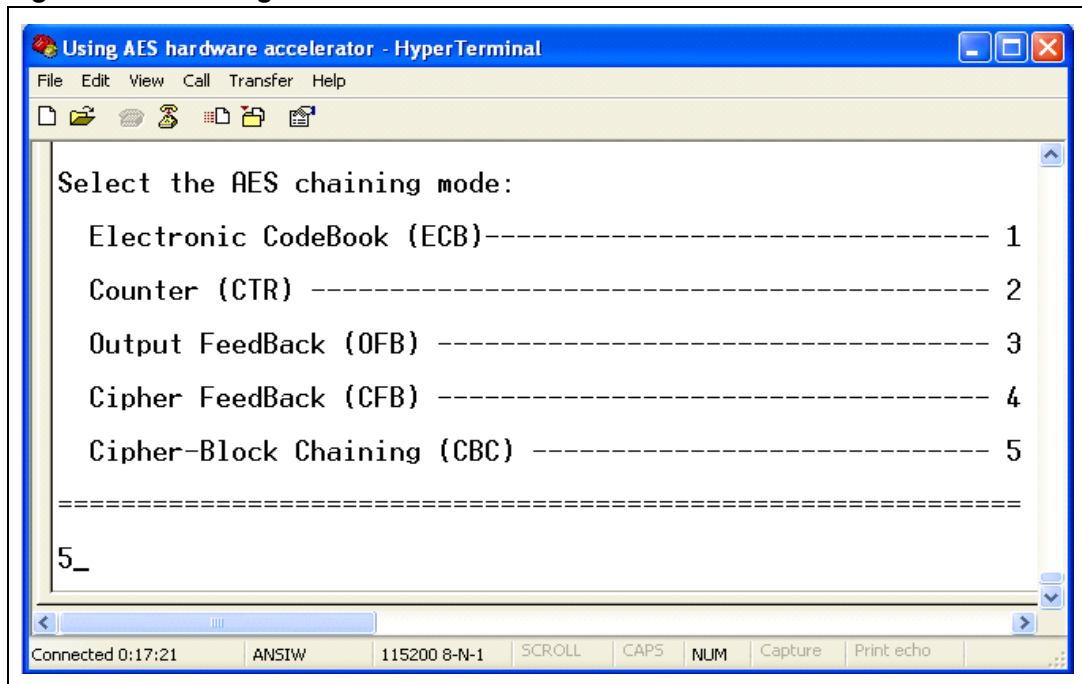 Using AES hardware accelerator - HyperTerminal
File Edit View Call Transfer Help
Select the AES chaining mode:
Electronic CodeBook (ECB)-------------------------------- 1
Counter (CTR) ------------------------------------------- 2
Output FeedBack (OFB) ----------------------------------- 3
Cipher FeedBack (CFB) ----------------------------------- 4
Cipher-Block Chaining (CBC) ----------------------------- 5
=============================================================
5_
Connected 0:17:21 ANSIW 115200 8-N-1 SCROLL CAPS NUM Capture Print echo